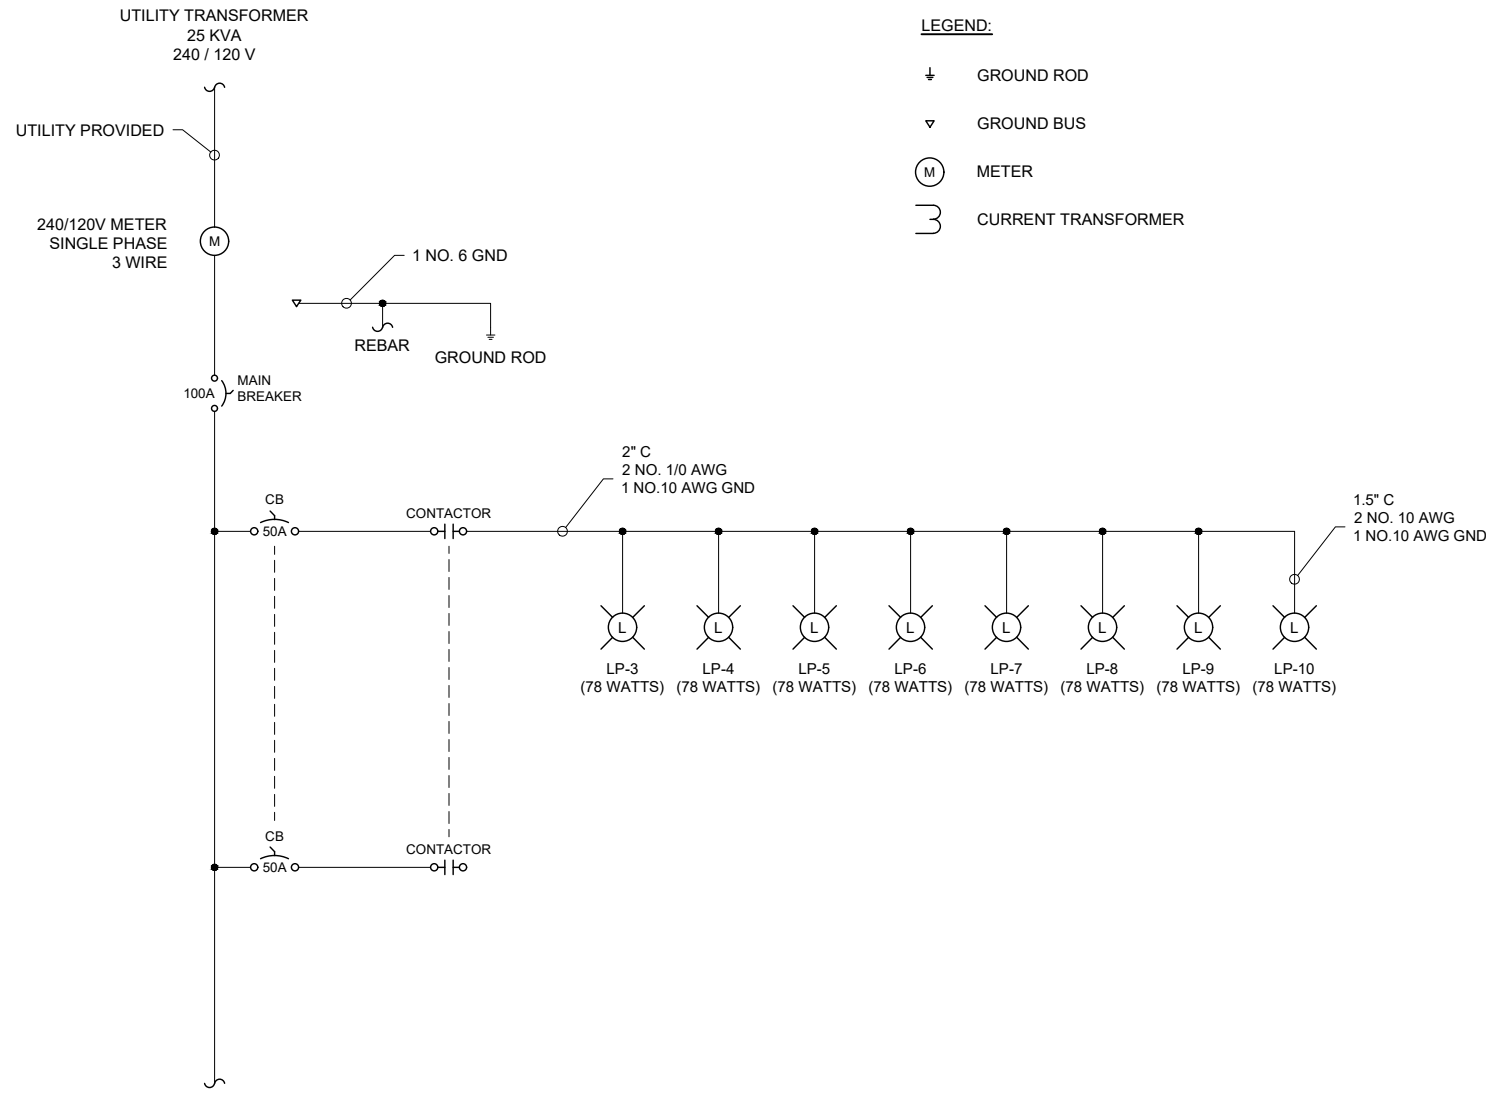 UTILITY TRANSFORMER
25 KVA
240 / 120 V
LEGEND:
GROUND ROD
GROUND BUS
M
METER
CURRENT TRANSFORMER
UTILITY PROVIDED
240/120V METER
SINGLE PHASE
3 WIRE
M
1 NO. 6 GND
REBAR
GROUND ROD
100A
MAIN
BREAKER
2" C
2 NO. 1/0 AWG
1 NO.10 AWG GND
1.5" C
2 NO. 10 AWG
1 NO.10 AWG GND
CB
50A
CONTACTOR
L
L
L
L
L
L
L
L
LP-3
(78 WATTS)
LP-4
(78 WATTS)
LP-5
(78 WATTS)
LP-6
(78 WATTS)
LP-7
(78 WATTS)
LP-8
(78 WATTS)
LP-9
(78 WATTS)
LP-10
(78 WATTS)
CB
50A
CONTACTOR